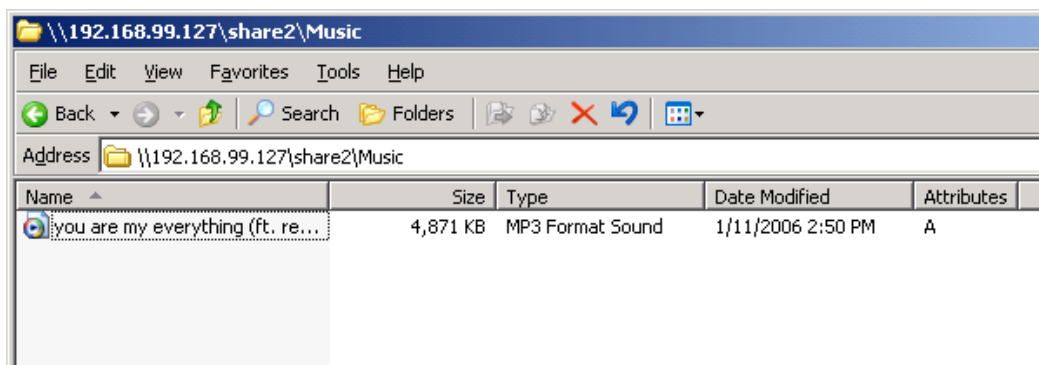 \\192.168.99.127\share2\Music
File Edit View Favorites Tools Help
Back Search Folders
Address \\192.168.99.127\share2\Music
Name Size Type Date Modified Attributes
you are my everything (ft. re... 4,871 KB MP3 Format Sound 1/11/2006 2:50 PM A